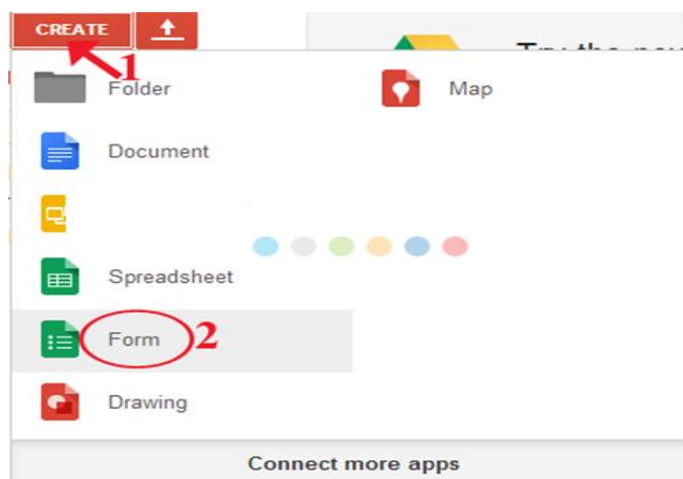 CREATE
1
Folder
Map
Document
Spreadsheet
Form
2
Drawing
Connect more apps